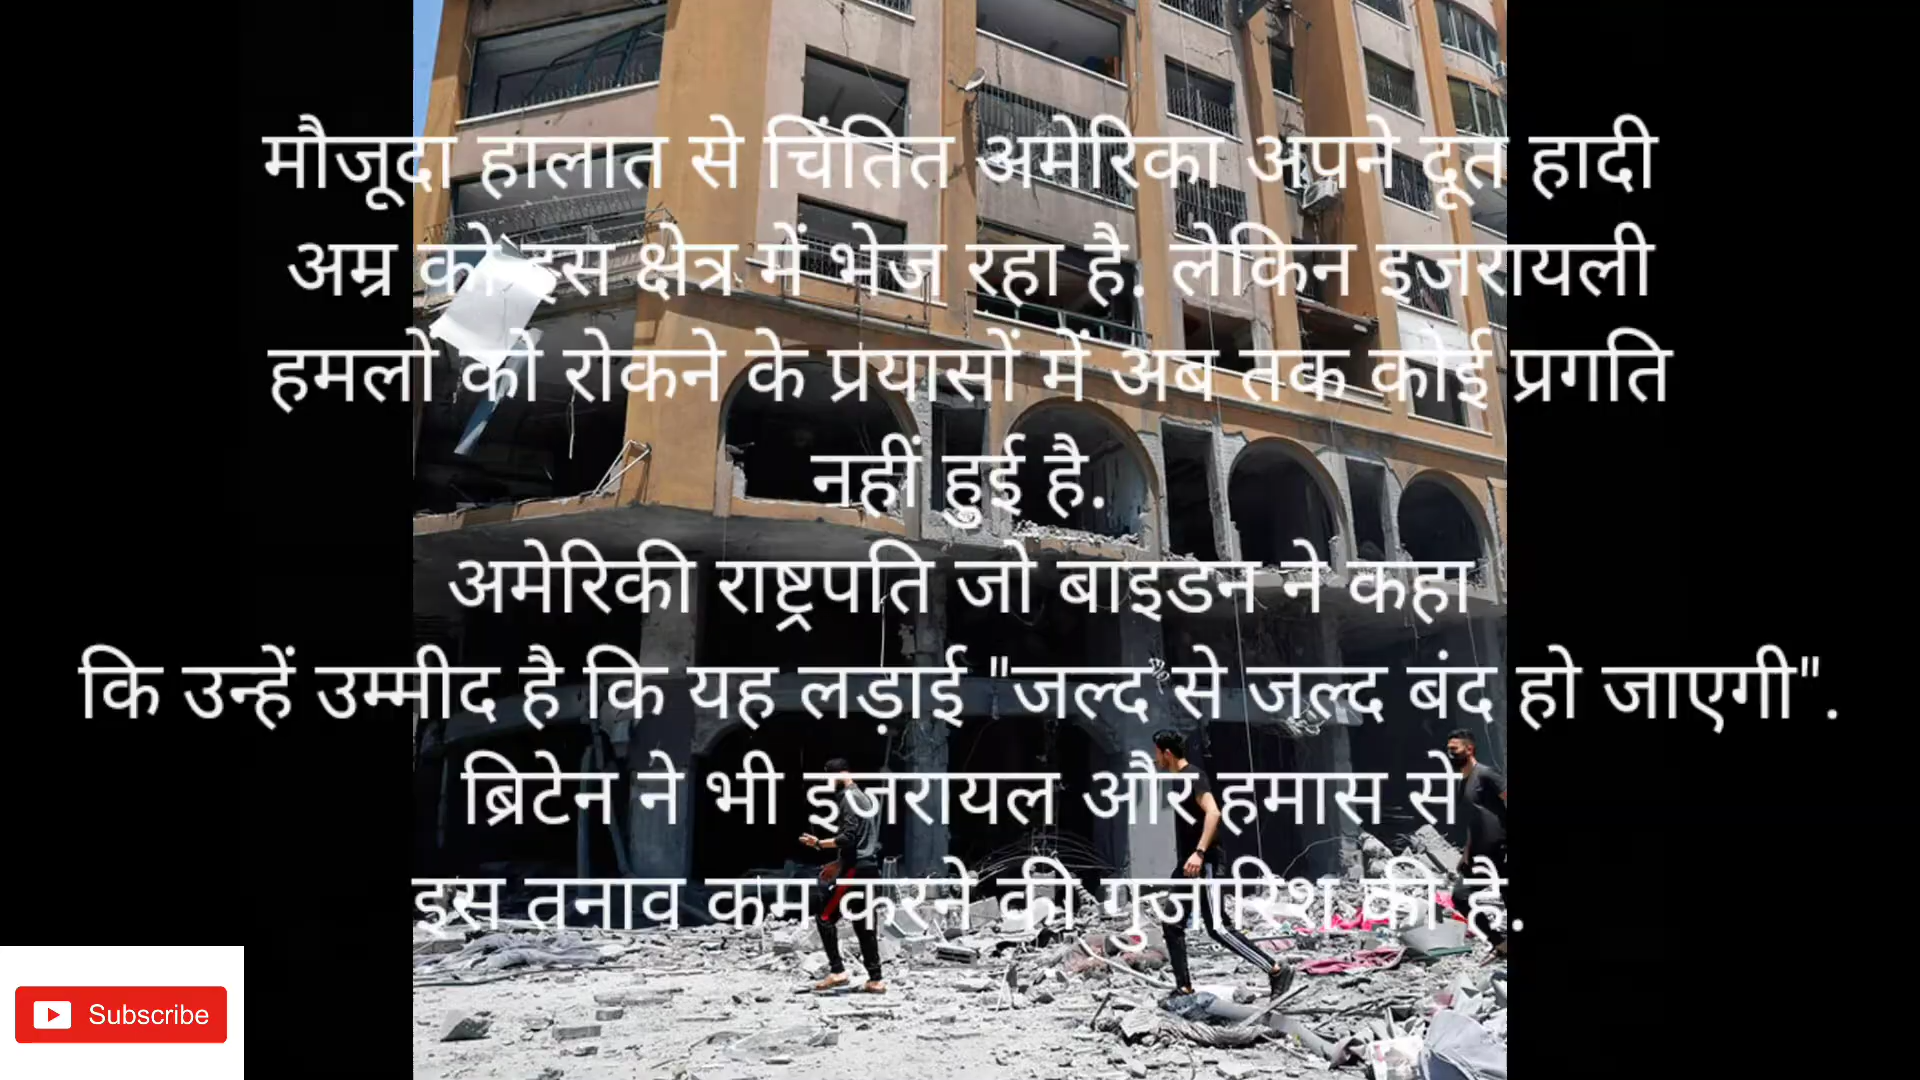 मौजूदा हालात से चिंतित अमेरिका अपने दूत हादी
अम्र को इस क्षेत्र में भेज रहा है. लेकिन इजरायली
हमलों को रोकने के प्रयासों में अब तक कोई प्रगति
नहीं हुई है.
अमेरिकी राष्ट्रपति जो बाइडन ने कहा
कि उन्हें उम्मीद है कि यह लड़ाई "जल्द से जल्द बंद हो जाएगी".
ब्रिटेन ने भी इजरायल और हमास से
इस तनाव कम करने की गुजारिश की है.
Subscribe